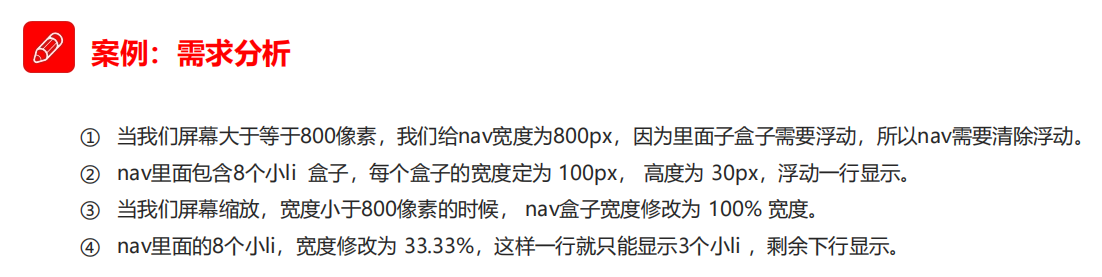 案例：需求分析
① 当我们屏幕大于等于800像素，我们给nav宽度为800px，因为里面子盒子需要浮动，所以nav需要清除浮动。
② nav里面包含8个小li 盒子，每个盒子的宽度定为 100px， 高度为 30px，浮动一行显示。
③ 当我们屏幕缩放，宽度小于800像素的时候， nav盒子宽度修改为 100% 宽度。
④ nav里面的8个小li，宽度修改为 33.33%，这样一行就只能显示3个小li ，剩余下行显示。